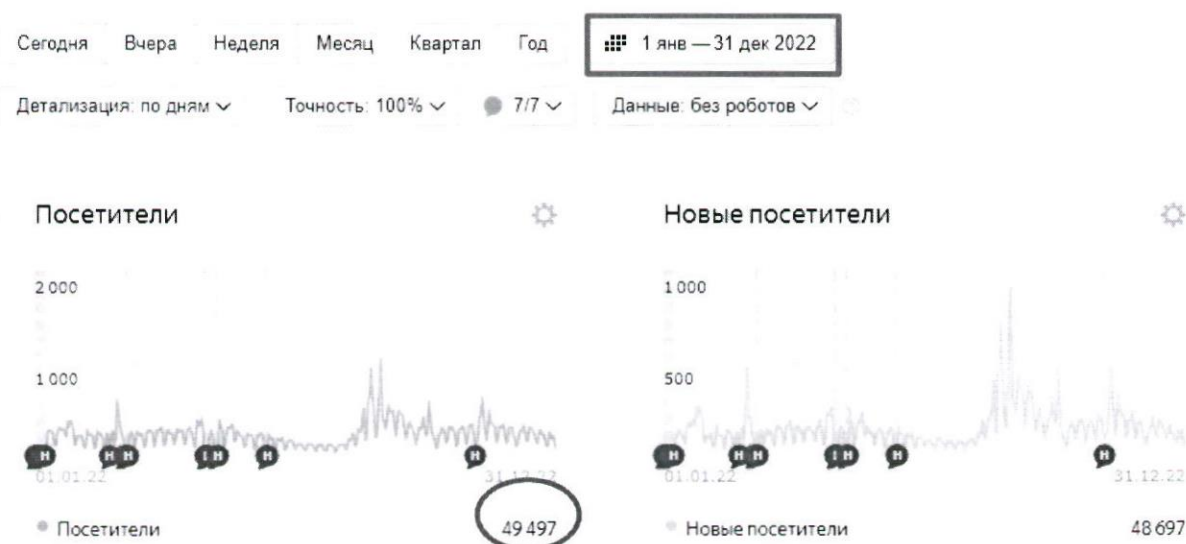 Сегодня Вчера Неделя Месяц Квартал Год 1 янв — 31 дек 2022
Детализация: по дням Точность: 100% 7/7 Данные: без роботов
Посетители
2 000
1 000
Н Н Н I Н Н Н
01.01.22 31.12.22
Посетители 49 497
Новые посетители
1 000
500
Н Н Н I Н Н Н
01.01.22 31.12.22
Новые посетители 48 697